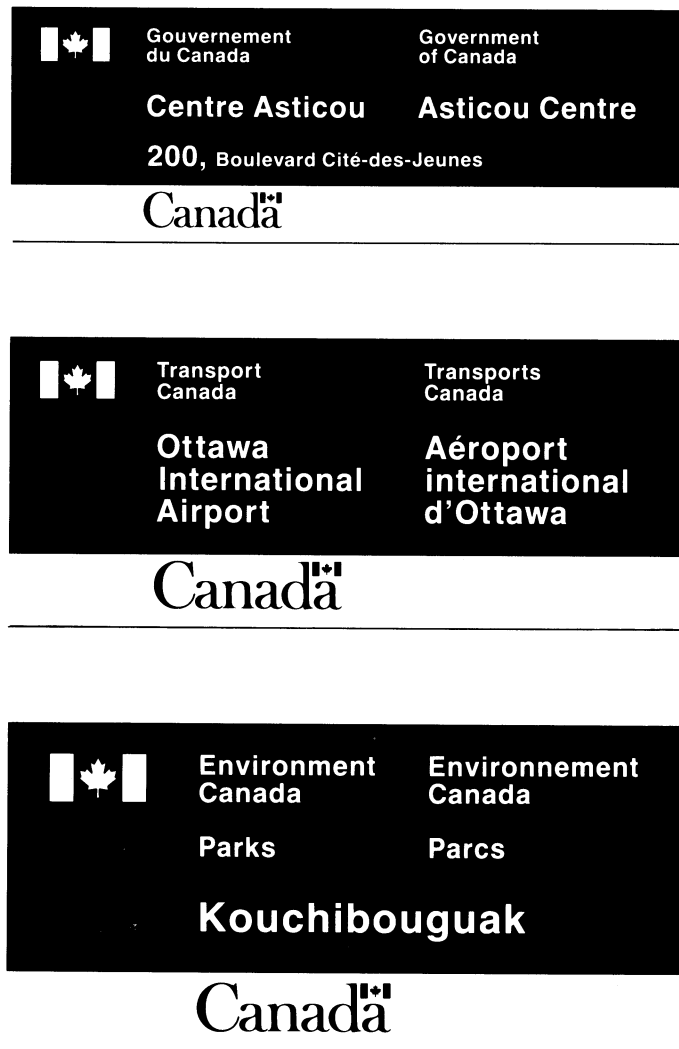 Gouvernement
du Canada
Government
of Canada
Centre Asticou
Asticou Centre
200, Boulevard Cité-des-Jeunes
Canada
Transport
Canada
Transports
Canada
Ottawa
International
Airport
Aéroport
international
d'Ottawa
Canada
Environment
Canada
Environnement
Canada
Parks
Parcs
Kouchibouguak
Canada